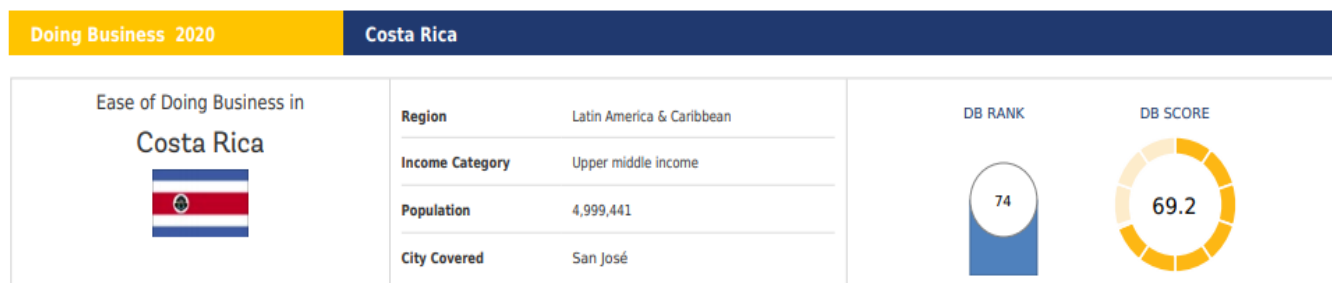 Doing Business 2020
Costa Rica
Ease of Doing Business in
Costa Rica
Region Latin America & Caribbean
Income Category Upper middle income
Population 4,999,441
City Covered San José
DB RANK
74
DB SCORE
69.2